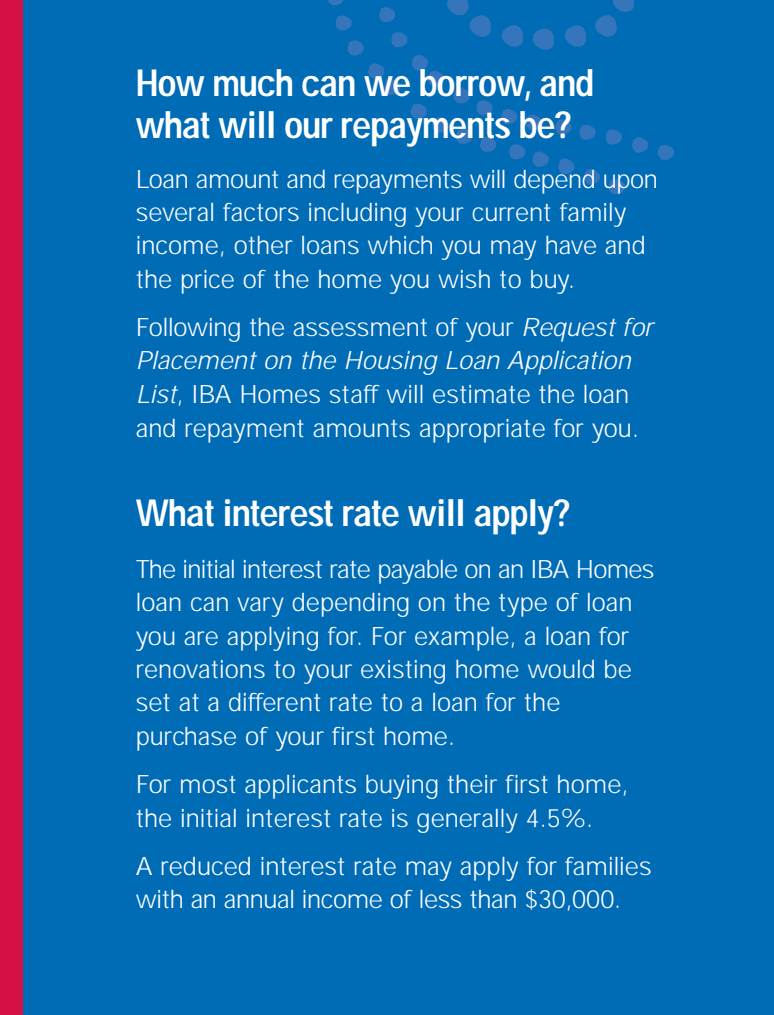 How much can we borrow, and
what will our repayments be?
Loan amount and repayments will depend upon
several factors including your current family
income, other loans which you may have and
the price of the home you wish to buy.
Following the assessment of your Request for
Placement on the Housing Loan Application
List, IBA Homes staff will estimate the loan
and repayment amounts appropriate for you.
What interest rate will apply?
The initial interest rate payable on an IBA Homes
loan can vary depending on the type of loan
you are applying for. For example, a loan for
renovations to your existing home would be
set at a different rate to a loan for the
purchase of your first home.
For most applicants buying their first home,
the initial interest rate is generally 4.5%.
A reduced interest rate may apply for families
with an annual income of less than $30,000.